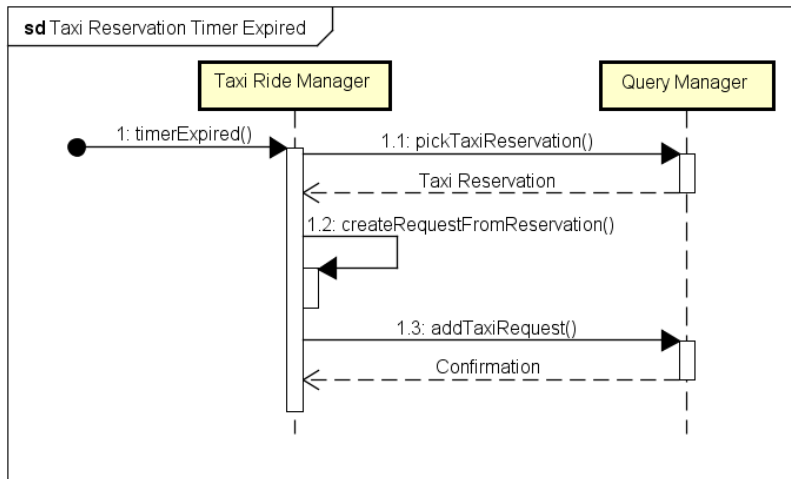 sd Taxi Reservation Timer Expired
Taxi Ride Manager
Query Manager
1: timerExpired()
1.1: pickTaxiReservation()
Taxi Reservation
1.2: createRequestFromReservation()
1.3: addTaxiRequest()
Confirmation